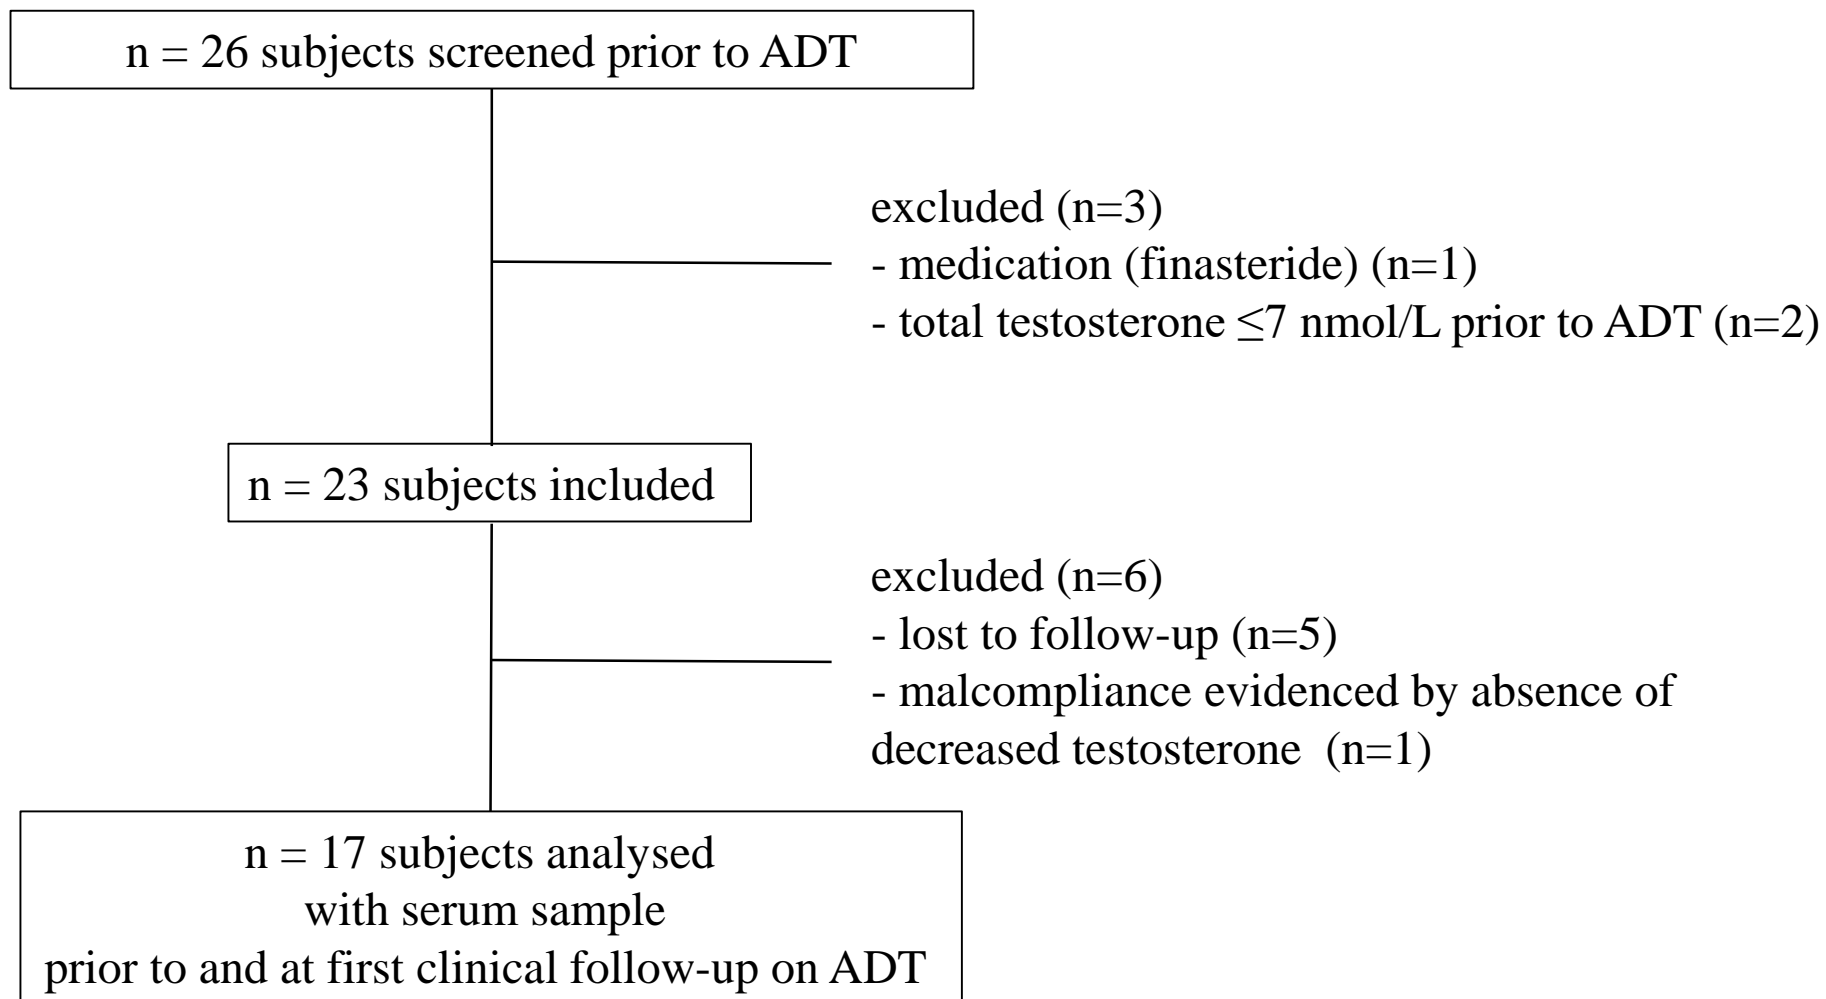 n = 26 subjects screened prior to ADT
excluded (n=3)
- medication (finasteride) (n=1)
- total testosterone ≤7 nmol/L prior to ADT (n=2)
n = 23 subjects included
excluded (n=6)
- lost to follow-up (n=5)
- malcompliance evidenced by absence of
decreased testosterone (n=1)
n = 17 subjects analysed
with serum sample
prior to and at first clinical follow-up on ADT